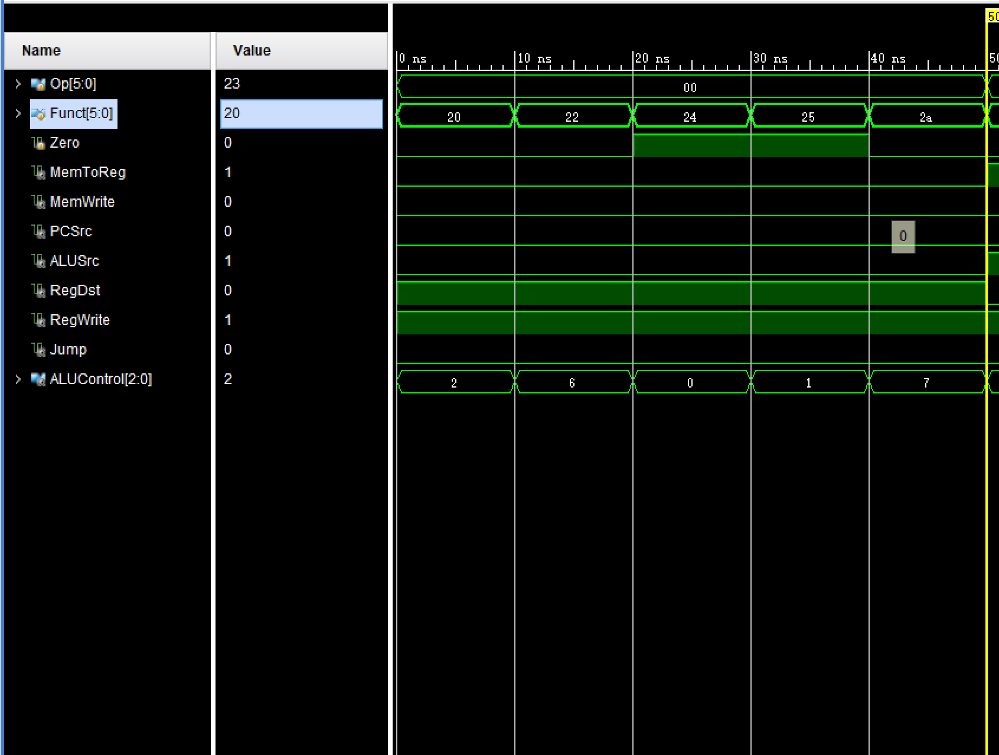 50
Name Value
0 ns 10 ns 20 ns 30 ns 40 ns 50
Op[5:0] 23 00
Funct[5:0] 20 20 22 24 25 2a
Zero 0
MemToReg 1
MemWrite 0
PCSrc 0 0
ALUSrc 1
RegDst 0
RegWrite 1
Jump 0
ALUControl[2:0] 2 2 6 0 1 7